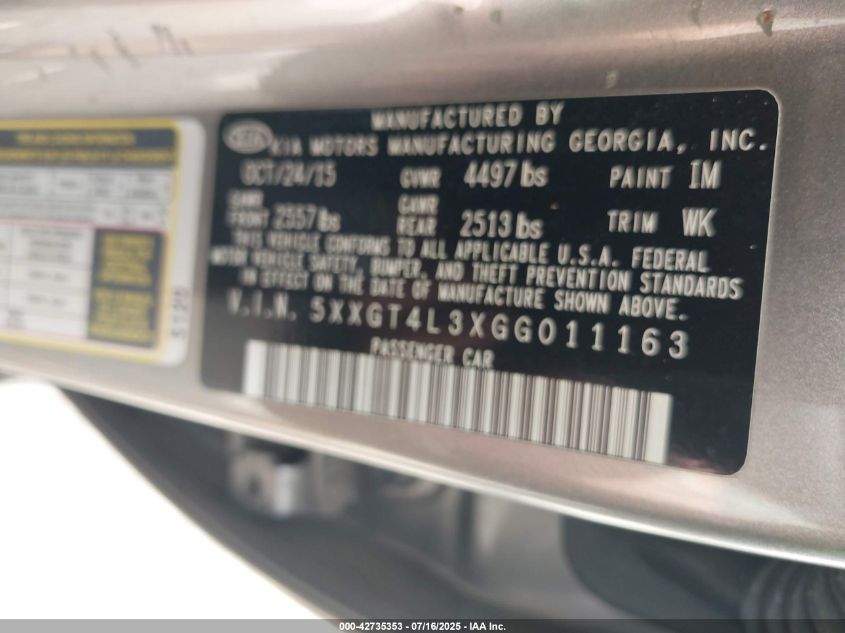 MANUFACTURED BY
KIA KIA MOTORS MANUFACTURING GEORGIA, INC.
OCT/24/15 GVWR 4497 lbs PAINT IM
GAWR FRONT 2557 lbs GAWR REAR 2513 lbs TRIM WK
THIS VEHICLE CONFORMS TO ALL APPLICABLE U.S.A. FEDERAL
MOTOR VEHICLE SAFETY, BUMPER, AND THEFT PREVENTION STANDARDS
IN EFFECT ON THE DATE OF MANUFACTURE SHOWN ABOVE.
V.I.N. 5XXGT4L3XGG011163
PASSENGER CAR
000-42735353 - 07/16/2025 - IAA Inc.